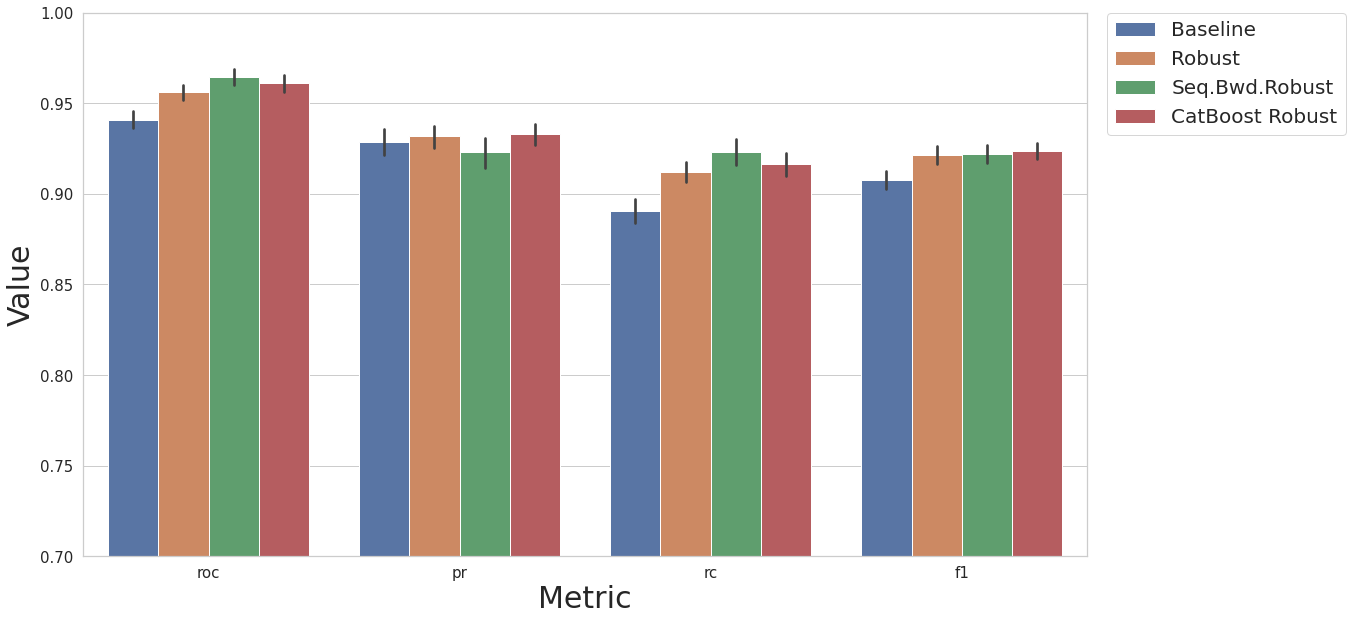 1.00
0.95
0.90
0.85
0.80
0.75
0.70
Value
roc
pr
rc
f1
Metric
Baseline
Robust
Seq.Bwd.Robust
CatBoost Robust